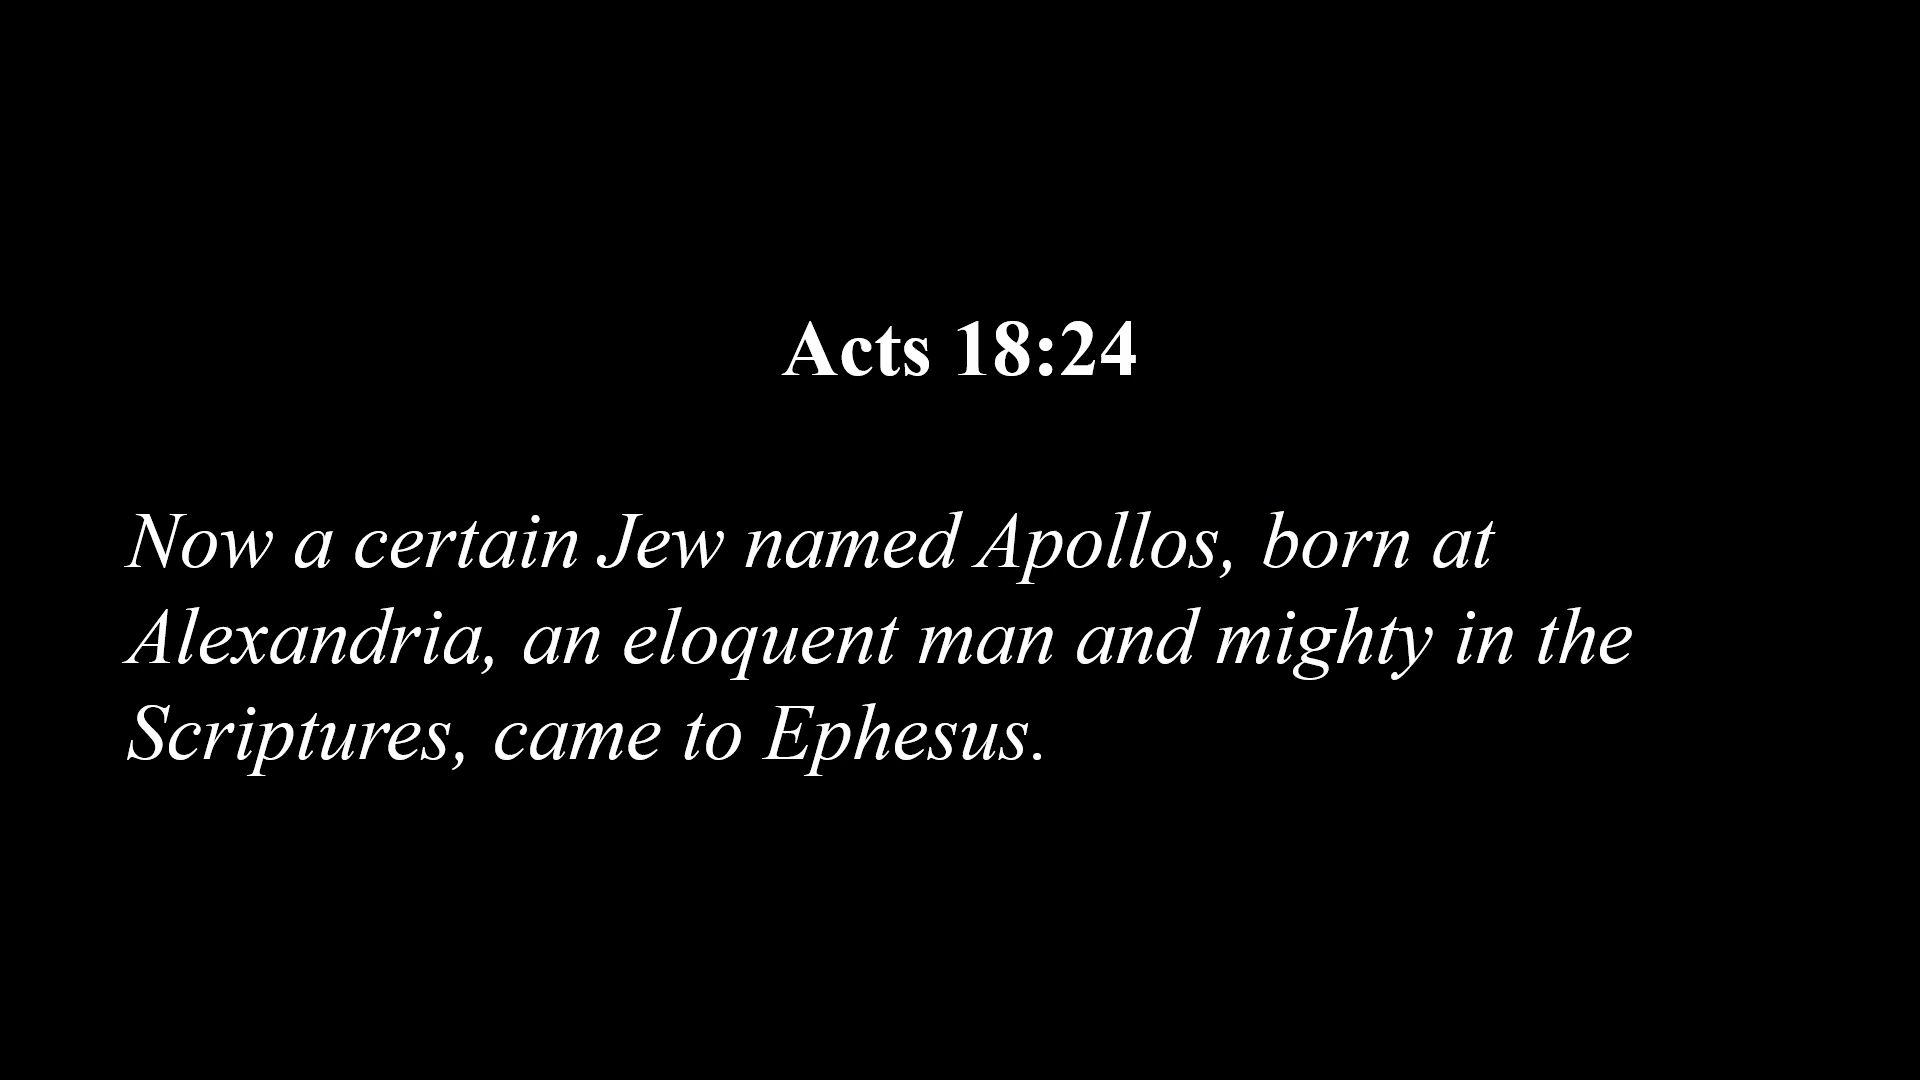 Acts 18:24
Now a certain Jew named Apollos, born at
Alexandria, an eloquent man and mighty in the
Scriptures, came to Ephesus.